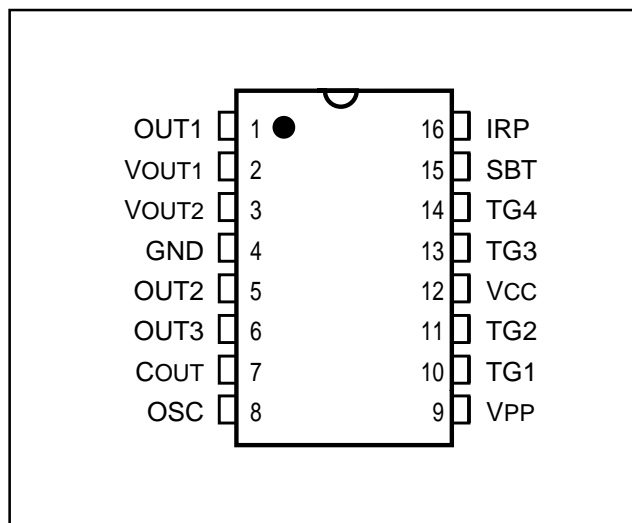 OUT1 1 16 IRP
VOUT1 2 15 SBT
VOUT2 3 14 TG4
GND 4 13 TG3
OUT2 5 12 VCC
OUT3 6 11 TG2
COUT 7 10 TG1
OSC 8 9 VPP